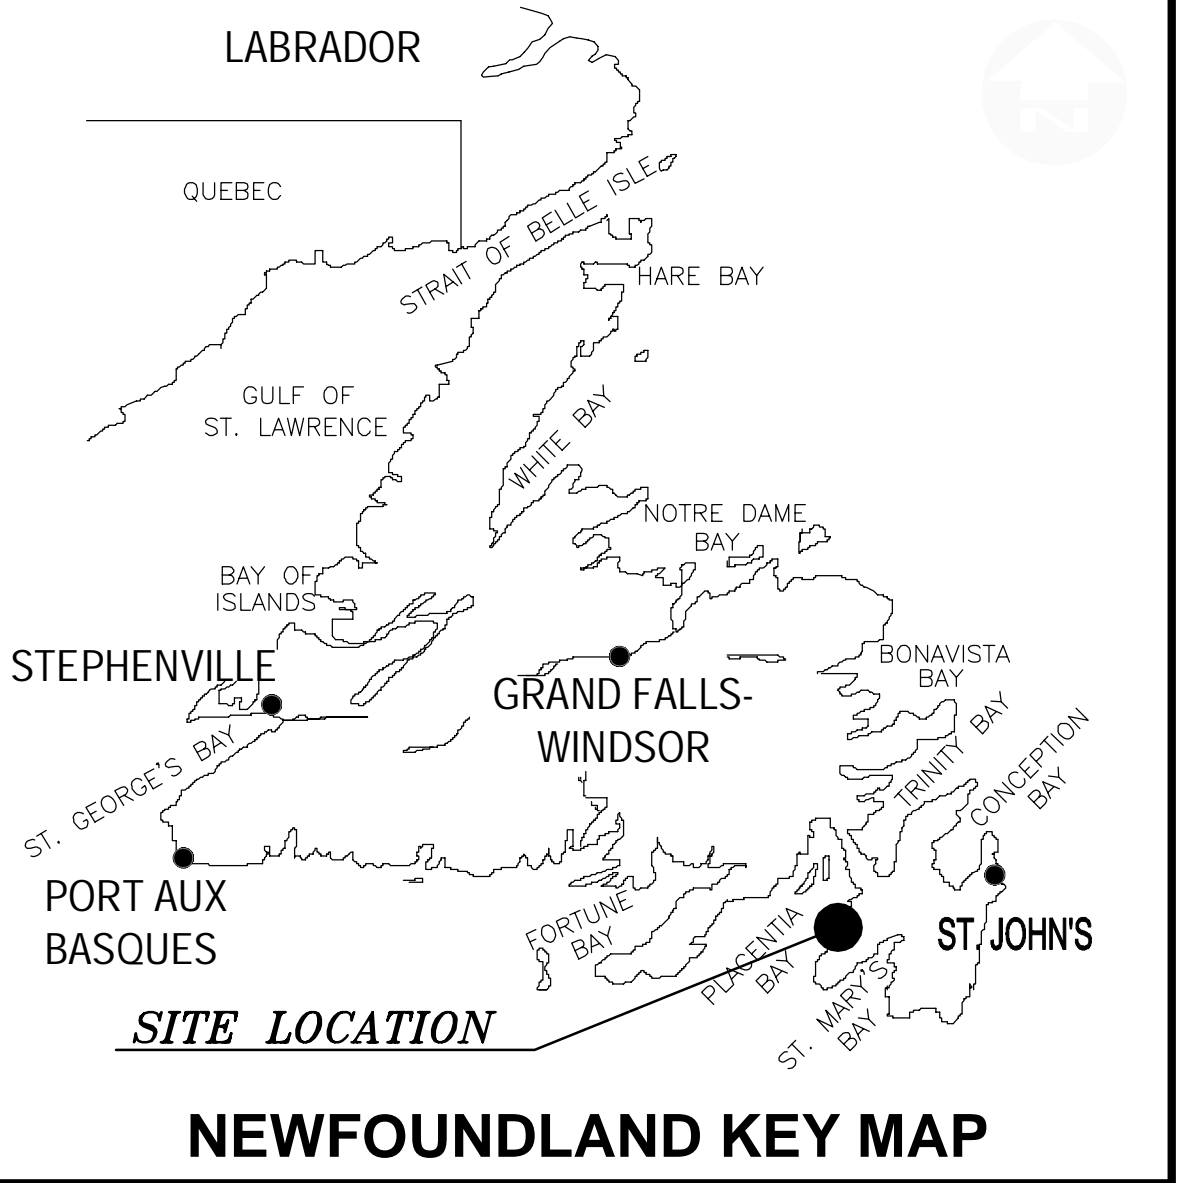 LABRADOR
N
QUEBEC
STRAIT OF BELLE ISLE
HARE BAY
GULF OF
ST. LAWRENCE
WHITE BAY
NOTRE DAME
BAY
BAY OF
ISLANDS
STEPHENVILLE
GRAND FALLS-
WINDSOR
BONAVISTA
BAY
TRINITY BAY
CONCEPTION
BAY
ST. GEORGE'S BAY
PORT AUX
BASQUES
FORTUNE
BAY
PLACENTIA
BAY
ST. JOHN'S
ST. MARY'S
BAY
SITE LOCATION
NEWFOUNDLAND KEY MAP